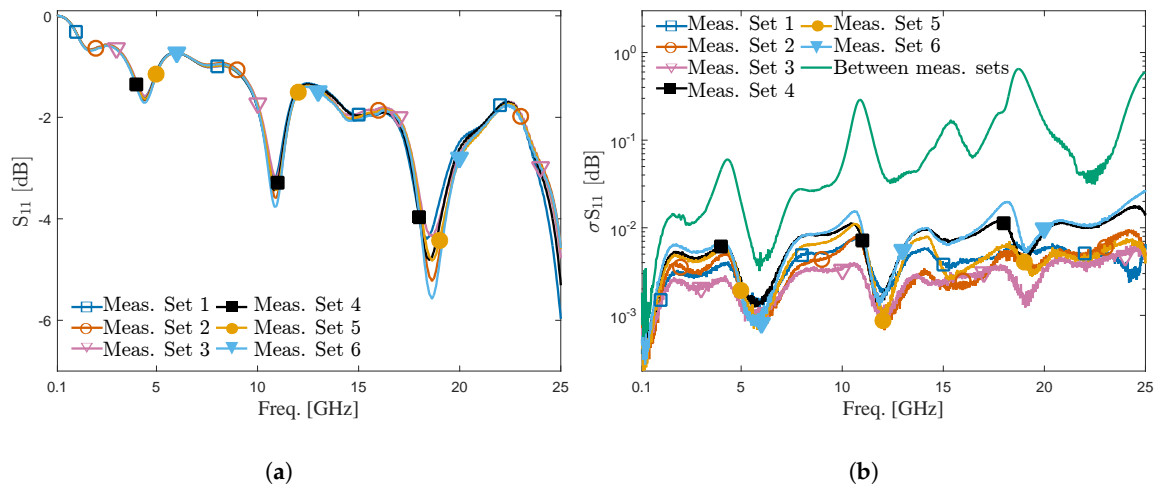 0
-2
-4
-6
S11 [dB]
Meas. Set 1
Meas. Set 2
Meas. Set 3
Meas. Set 4
Meas. Set 5
Meas. Set 6
0.1 5 10 15 20 25
Freq. [GHz]
(a)
Meas. Set 1
Meas. Set 2
Meas. Set 3
Meas. Set 4
Meas. Set 5
Meas. Set 6
Between meas. sets
10^0
10^-1
10^-2
10^-3
σS11 [dB]
0.1 5 10 15 20 25
Freq. [GHz]
(b)